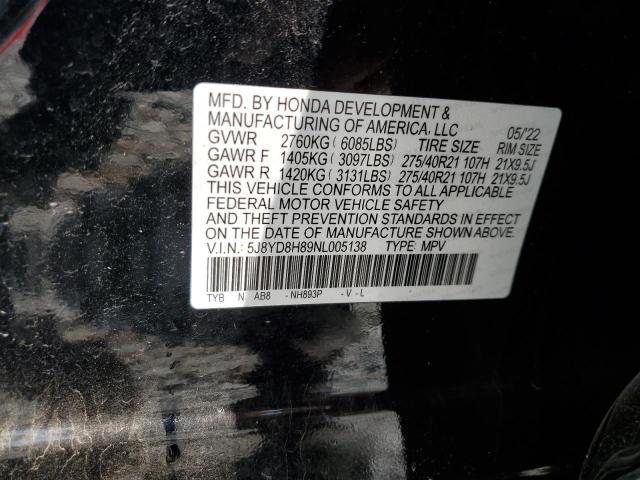 MFD. BY HONDA DEVELOPMENT &
MANUFACTURING OF AMERICA, LLC 05/'22
GVWR 2760KG (6085LBS) TIRE SIZE RIM SIZE
GAWR F 1405KG (3097LBS) 275/40R21 107H 21X9.5J
GAWR R 1420KG (3131LBS) 275/40R21 107H 21X9.5J
THIS VEHICLE CONFORMS TO ALL APPLICABLE
FEDERAL MOTOR VEHICLE SAFETY
AND THEFT PREVENTION STANDARDS IN EFFECT
ON THE DATE OF MANUFACTURE SHOWN ABOVE.
V.I.N.: 5J8YD8H89NL005138 TYPE: MPV
TYB N AB8 -NH893P -V-L